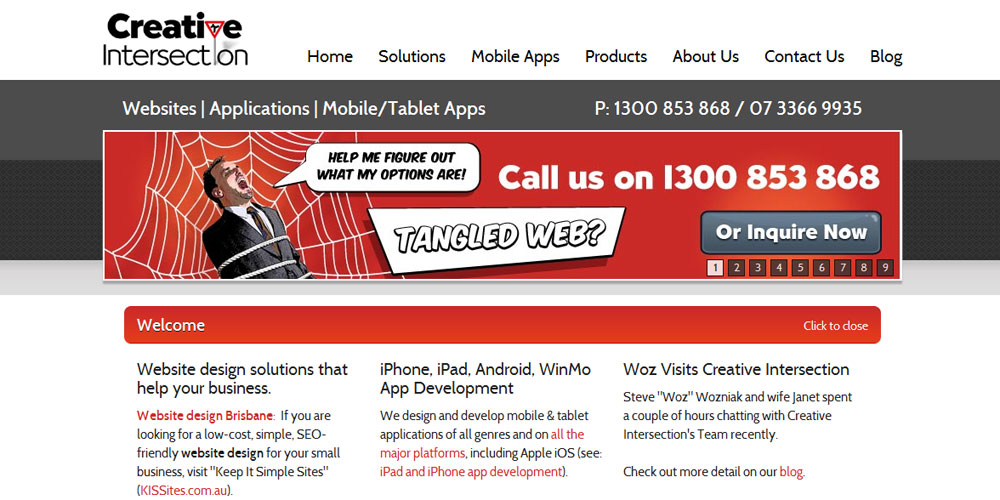 Creative
Intersection
Home Solutions Mobile Apps Products About Us Contact Us Blog
Websites | Applications | Mobile/Tablet Apps P: 1300 853 868 / 07 3366 9935
HELP ME FIGURE OUT
WHAT MY OPTIONS ARE!
Call us on 1300 853 868
TANGLED WEB?
Or Inquire Now
1 2 3 4 5 6 7 8 9
Welcome Click to close
Website design solutions that
help your business.
Website design Brisbane: If you are
looking for a low-cost, simple, SEO-
friendly website design for your small
business, visit "Keep It Simple Sites"
(KISSites.com.au).
iPhone, iPad, Android, WinMo
App Development
We design and develop mobile & tablet
applications of all genres and on all the
major platforms, including Apple iOS (see:
iPad and iPhone app development).
Woz Visits Creative Intersection
Steve "Woz" Wozniak and wife Janet spent
a couple of hours chatting with Creative
Intersection's Team recently.
Check out more detail on our blog.